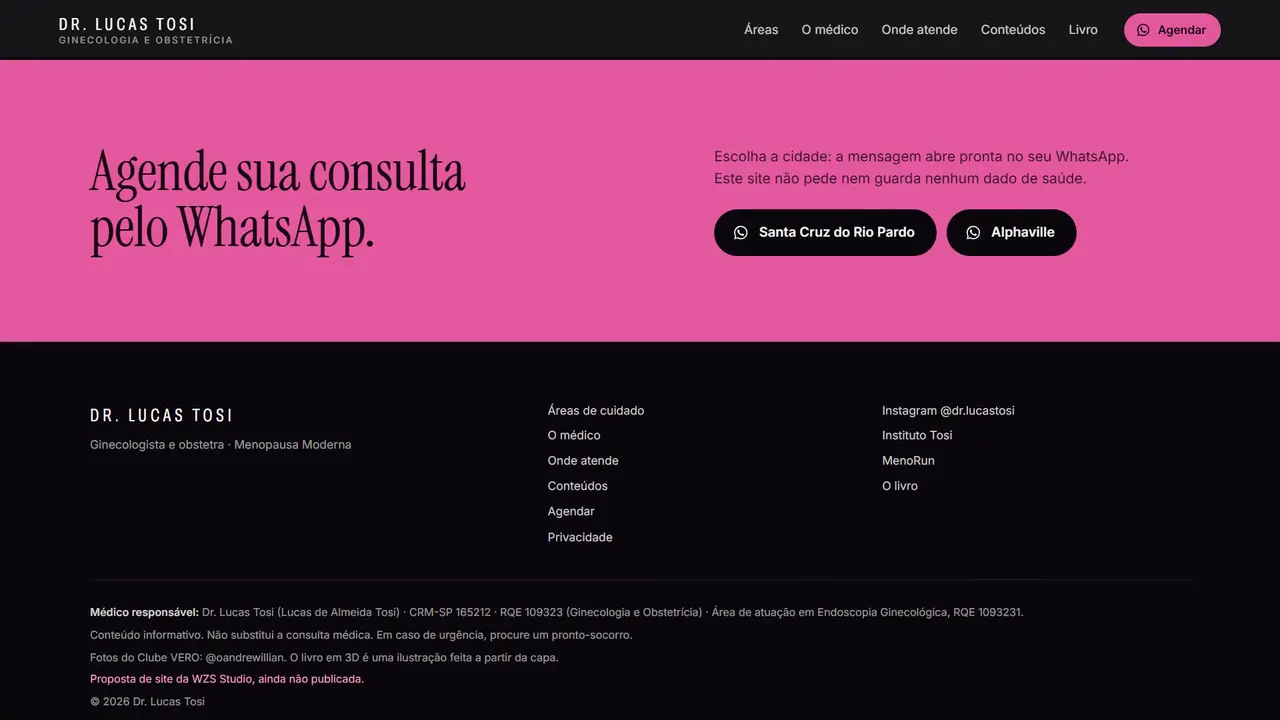 DR. LUCAS TOSI
GINECOLOGIA E OBSTETRÍCIA
Áreas
O médico
Onde atende
Conteúdos
Livro
Agendar
Agende sua consulta
pelo WhatsApp.
Escolha a cidade: a mensagem abre pronta no seu WhatsApp.
Este site não pede nem guarda nenhum dado de saúde.
Santa Cruz do Rio Pardo
Alphaville
DR. LUCAS TOSI
Ginecologista e obstetra · Menopausa Moderna
Áreas de cuidado
O médico
Onde atende
Conteúdos
Agendar
Privacidade
Instagram @dr.lucastosi
Instituto Tosi
MenoRun
O livro
Médico responsável: Dr. Lucas Tosi (Lucas de Almeida Tosi) · CRM-SP 165212 · RQE 109323 (Ginecologia e Obstetrícia) · Área de atuação em Endoscopia Ginecológica, RQE 1093231.
Conteúdo informativo. Não substitui a consulta médica. Em caso de urgência, procure um pronto-socorro.
Fotos do Clube VERO: @oandrewillian. O livro em 3D é uma ilustração feita a partir da capa.
Proposta de site da WZS Studio, ainda não publicada.
© 2026 Dr. Lucas Tosi